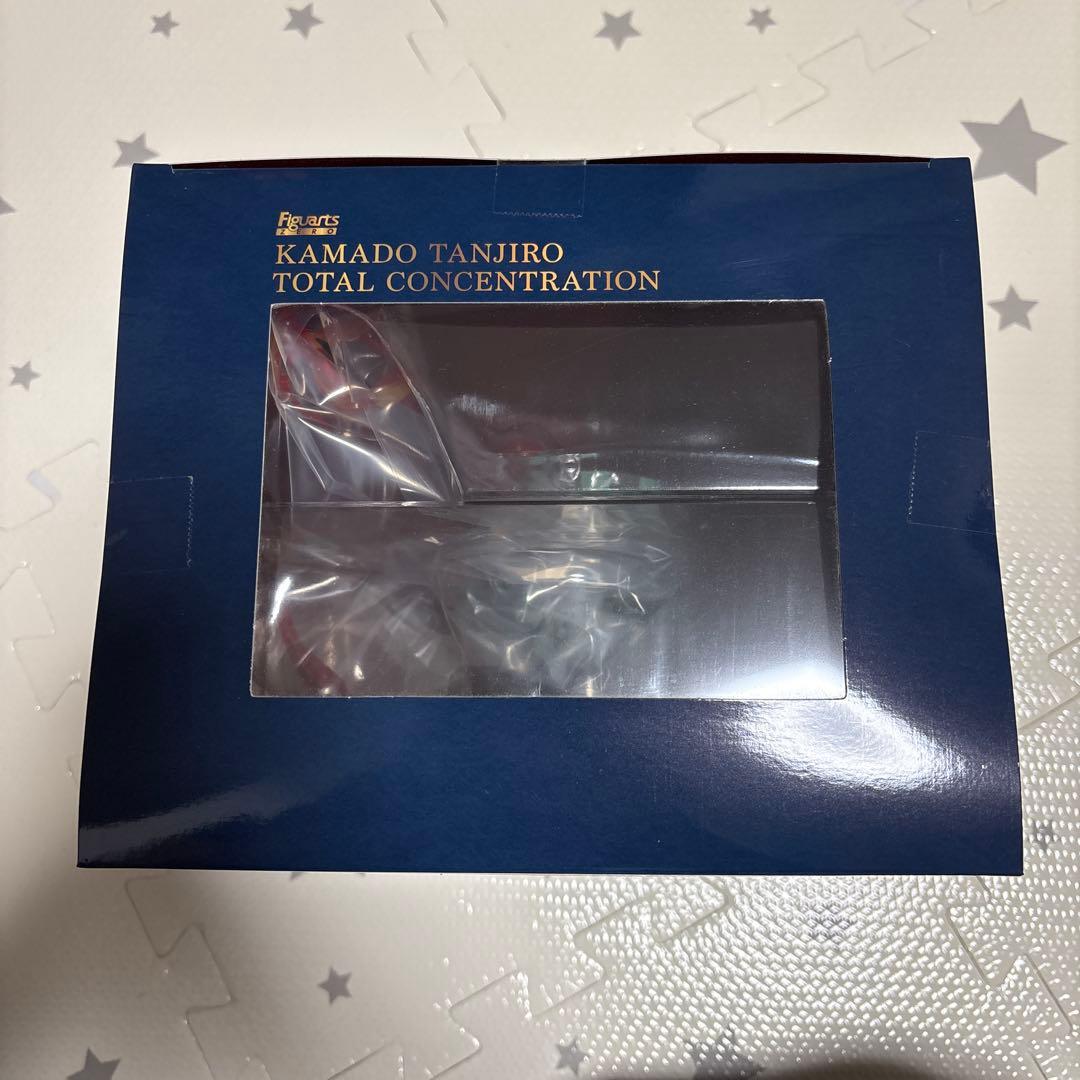 Figuarts
ZERO
KAMADO TANJIRO
TOTAL CONCENTRATION